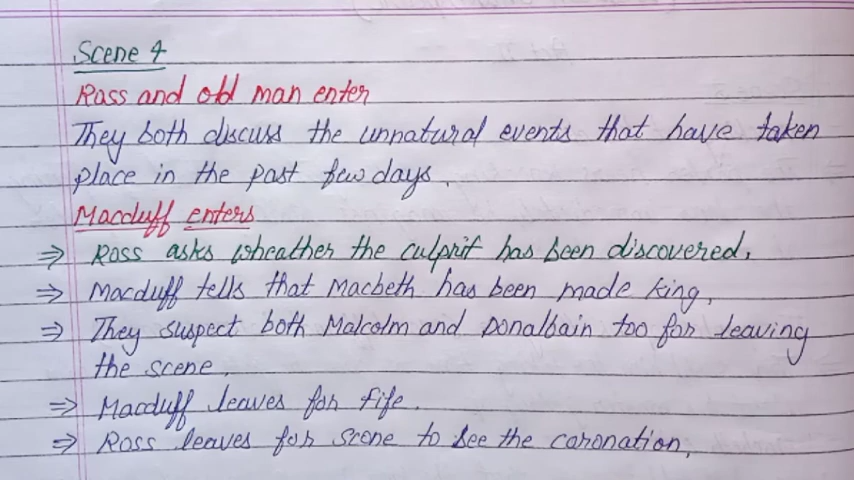 Scene 4
Ross and old man enter
They both discuss the unnatural events that have taken
place in the past few days.
Macduff enters
⇒ Ross asks wheather the culprit has been discovered.
⇒ Macduff tells that Macbeth has been made king.
⇒ They suspect both Malcolm and Donalbain too for leaving
the scene.
⇒ Macduff leaves for fife.
⇒ Ross leaves for scone to see the coronation.